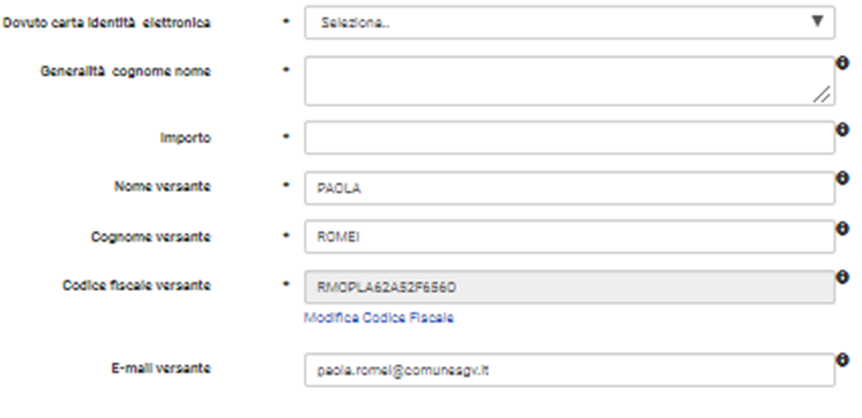 Dovuto carta identità elettronica * Seleziona..
Generalità cognome nome *
Importo *
Nome versante * PAOLA
Cognome versante * ROMEI
Codice fiscale versante * RMOPLA62A52F656O
Modifica Codice Fiscale
E-mail versante paola.romei@comunesgv.it